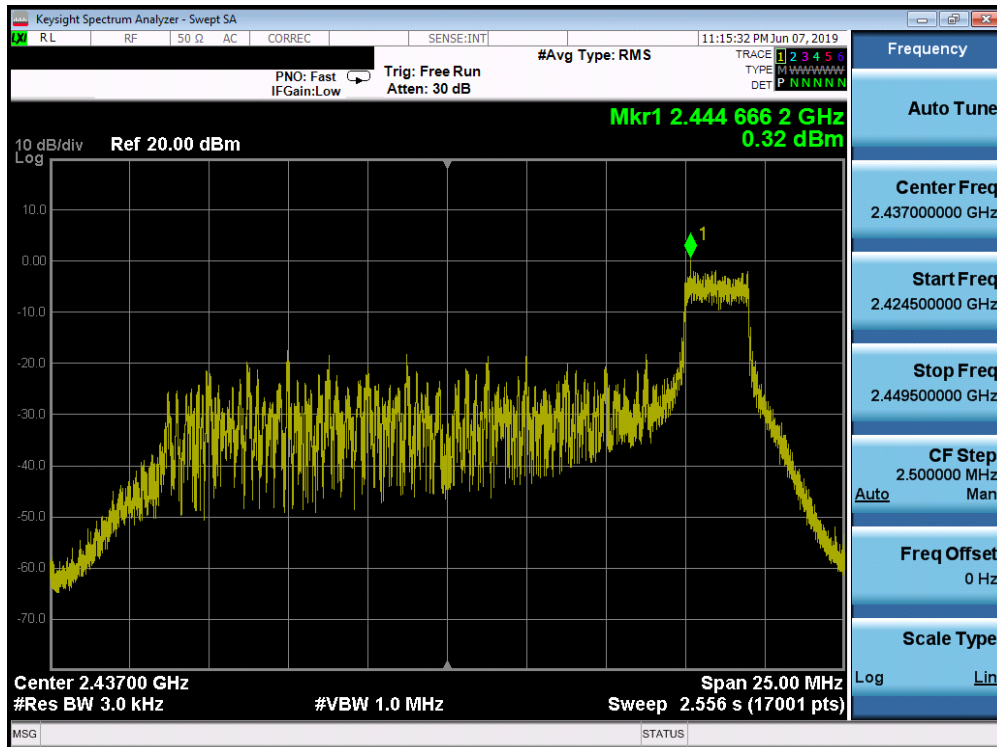 Keysight Spectrum Analyzer - Swept SA
LXI RL RF 50 Ω AC CORREC SENSE:INT 11:15:32 PM Jun 07, 2019
#Avg Type: RMS TRACE 1 2 3 4 5 6
PNO: Fast Trig: Free Run TYPE M WWWWW
IFGain:Low Atten: 30 dB DET P N N N N N
Mkr1 2.444 666 2 GHz
0.32 dBm
10 dB/div Ref 20.00 dBm
Log
1
10.0
0.00
-10.0
-20.0
-30.0
-40.0
-50.0
-60.0
-70.0
Center 2.43700 GHz Span 25.00 MHz
#Res BW 3.0 kHz #VBW 1.0 MHz Sweep 2.556 s (17001 pts)
MSG STATUS
Frequency
Auto Tune
Center Freq
2.437000000 GHz
Start Freq
2.424500000 GHz
Stop Freq
2.449500000 GHz
CF Step
2.500000 MHz
Auto Man
Freq Offset
0 Hz
Scale Type
Log Lin